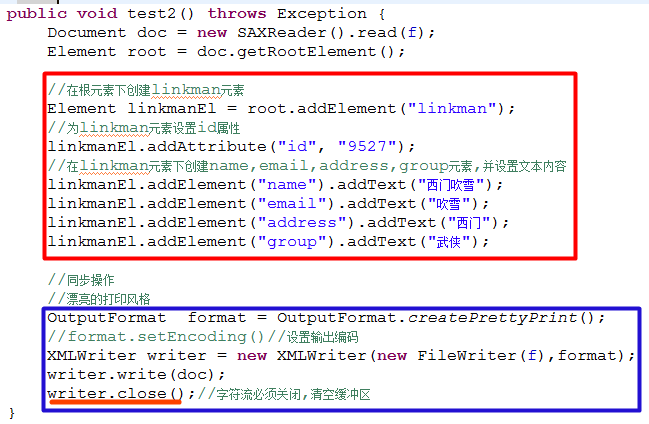 public void test2() throws Exception {
Document doc = new SAXReader().read(f);
Element root = doc.getRootElement();
//在根元素下创建linkman元素
Element linkmanEl = root.addElement("linkman");
//为linkman元素设置id属性
linkmanEl.addAttribute("id", "9527");
//在linkman元素下创建name,email,address,group元素,并设置文本内容
linkmanEl.addElement("name").addText("西门吹雪");
linkmanEl.addElement("email").addText("吹雪");
linkmanEl.addElement("address").addText("西门");
linkmanEl.addElement("group").addText("武侠");
//同步操作
//漂亮的打印风格
OutputFormat  format = OutputFormat.createPrettyPrint();
//format.setEncoding()//设置输出编码
XMLWriter writer = new XMLWriter(new FileWriter(f),format);
writer.write(doc);
writer.close();//字符流必须关闭,清空缓冲区
}